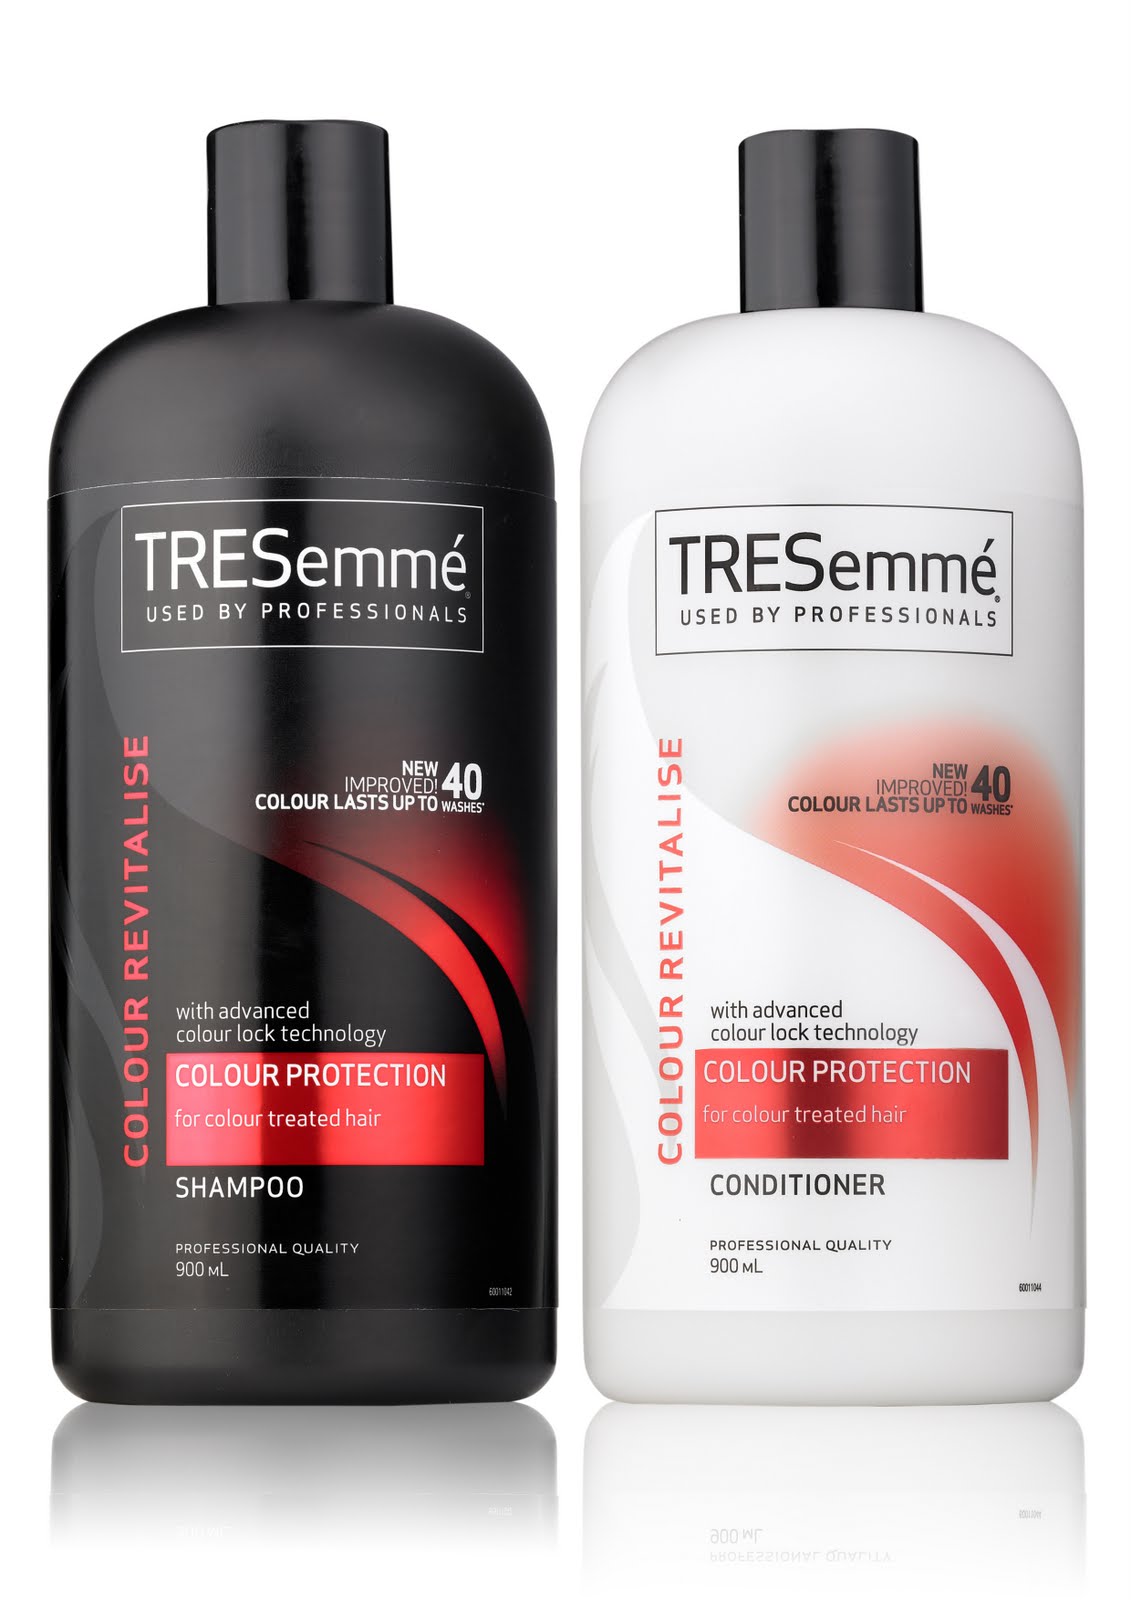 TRESemmé®
USED BY PROFESSIONALS
COLOUR REVITALISE
NEW
IMPROVED! 40
COLOUR LASTS UP TO WASHES*
with advanced
colour lock technology
COLOUR PROTECTION
for colour treated hair
SHAMPOO
PROFESSIONAL QUALITY
900 mL
60011042
TRESemmé®
USED BY PROFESSIONALS
COLOUR REVITALISE
NEW
IMPROVED! 40
COLOUR LASTS UP TO WASHES*
with advanced
colour lock technology
COLOUR PROTECTION
for colour treated hair
CONDITIONER
PROFESSIONAL QUALITY
900 mL
60011044